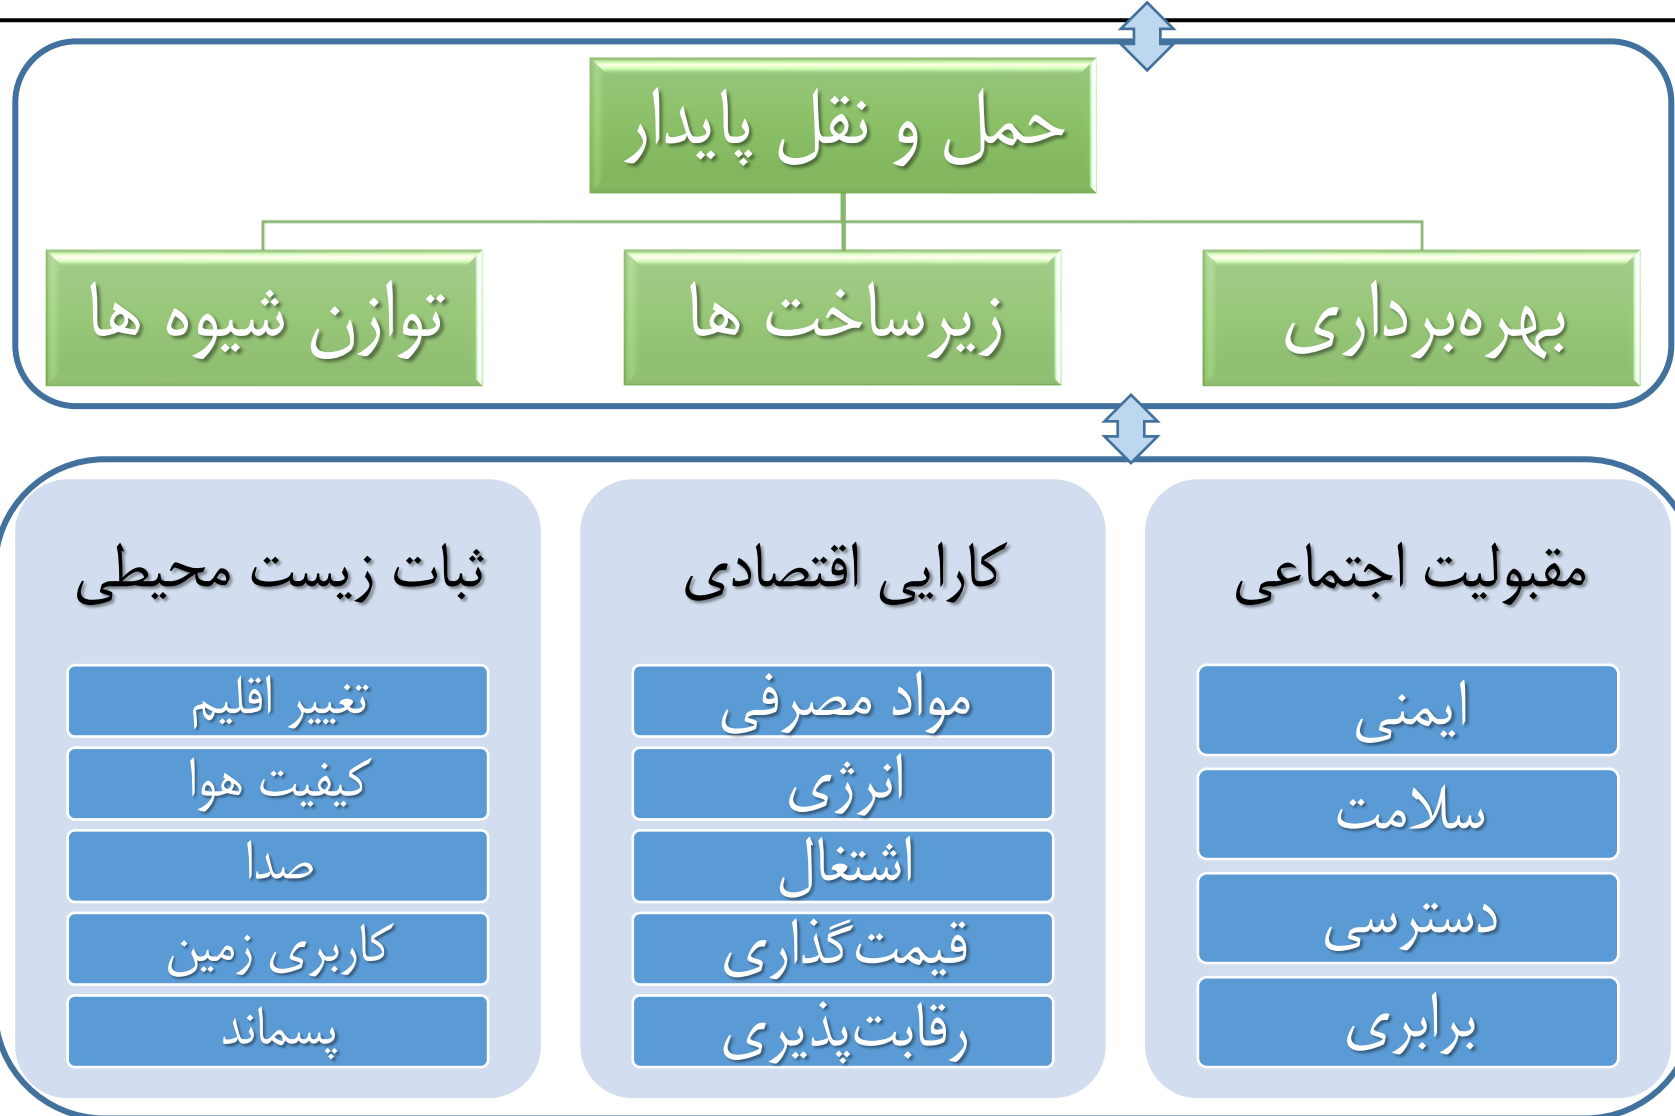 حمل و نقل پایدار
بهره‌برداری
زیرساخت ها
توازن شیوه ها
مقبولیت اجتماعی
ایمنی
سلامت
دسترسی
برابری
کارایی اقتصادی
مواد مصرفی
انرژی
اشتغال
قیمت‌گذاری
رقابت‌پذیری
ثبات زیست محیطی
تغییر اقلیم
کیفیت هوا
صدا
کاربری زمین
پسماند